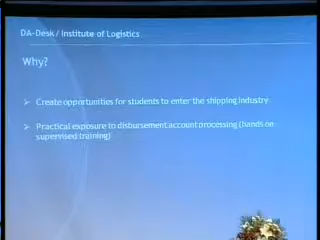 DA-Desk / Institute of Logistics
Why?
➢ Create opportunities for students to enter the shipping industry
➢ Practical exposure to disbursement account processing (hands on
supervised training)